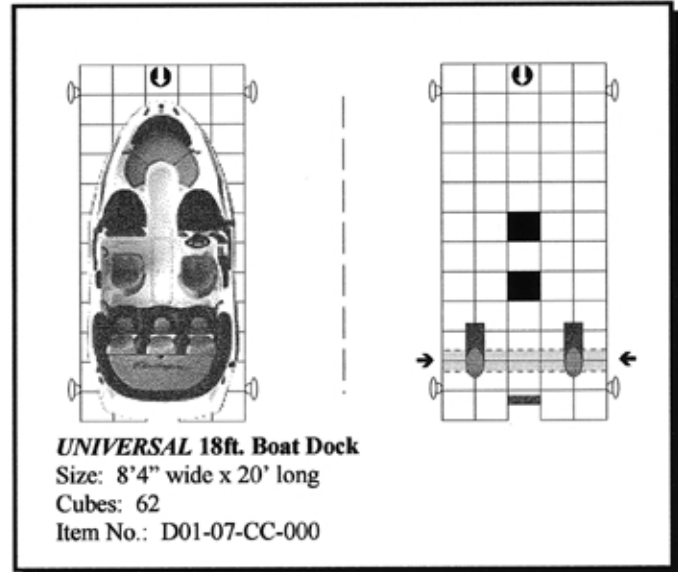 UNIVERSAL 18ft. Boat Dock
Size: 8’4” wide x 20’ long
Cubes: 62
Item No.: D01-07-CC-000